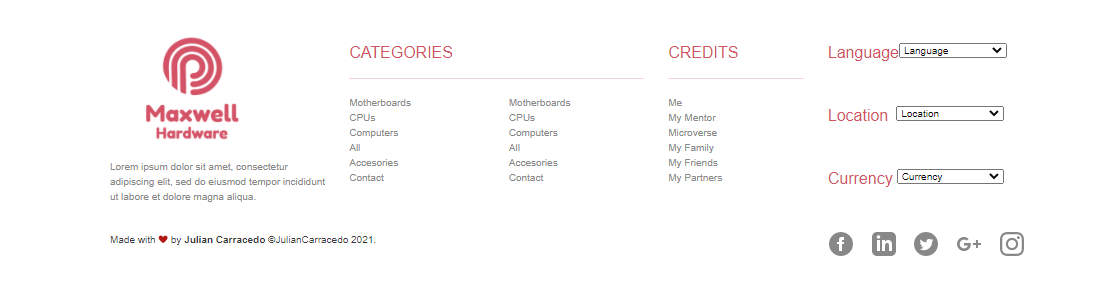 Maxwell
Hardware
Lorem ipsum dolor sit amet, consectetur
adipiscing elit, sed do eiusmod tempor incididunt
ut labore et dolore magna aliqua.
Made with ❤ by Julian Carracedo ©JulianCarracedo 2021.
CATEGORIES
Motherboards
CPUs
Computers
All
Accesories
Contact
Motherboards
CPUs
Computers
All
Accesories
Contact
CREDITS
Me
My Mentor
Microverse
My Family
My Friends
My Partners
Language Language
Location Location
Currency Currency
f in G+